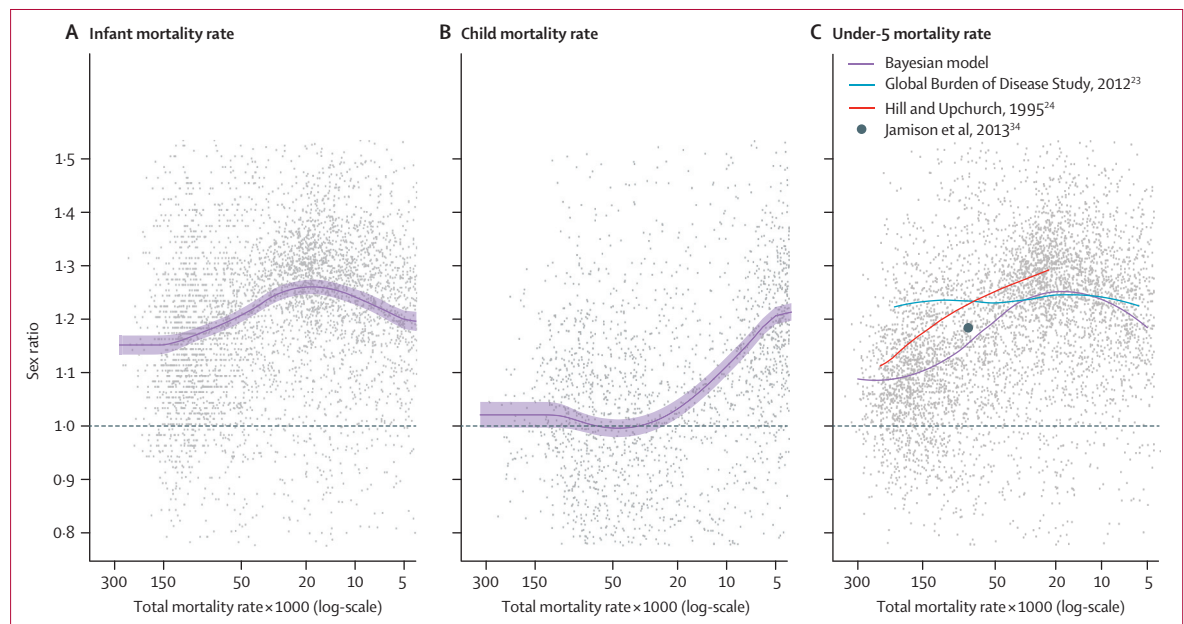 A Infant mortality rate
B Child mortality rate
C Under-5 mortality rate
Bayesian model
Global Burden of Disease Study, 2012²³
Hill and Upchurch, 1995²⁴
Jamison et al, 2013³⁴
Sex ratio
1·5
1·4
1·3
1·2
1·1
1·0
0·9
0·8
300 150 50 20 10 5
300 150 50 20 10 5
300 150 50 20 10 5
Total mortality rate × 1000 (log-scale)
Total mortality rate × 1000 (log-scale)
Total mortality rate × 1000 (log-scale)